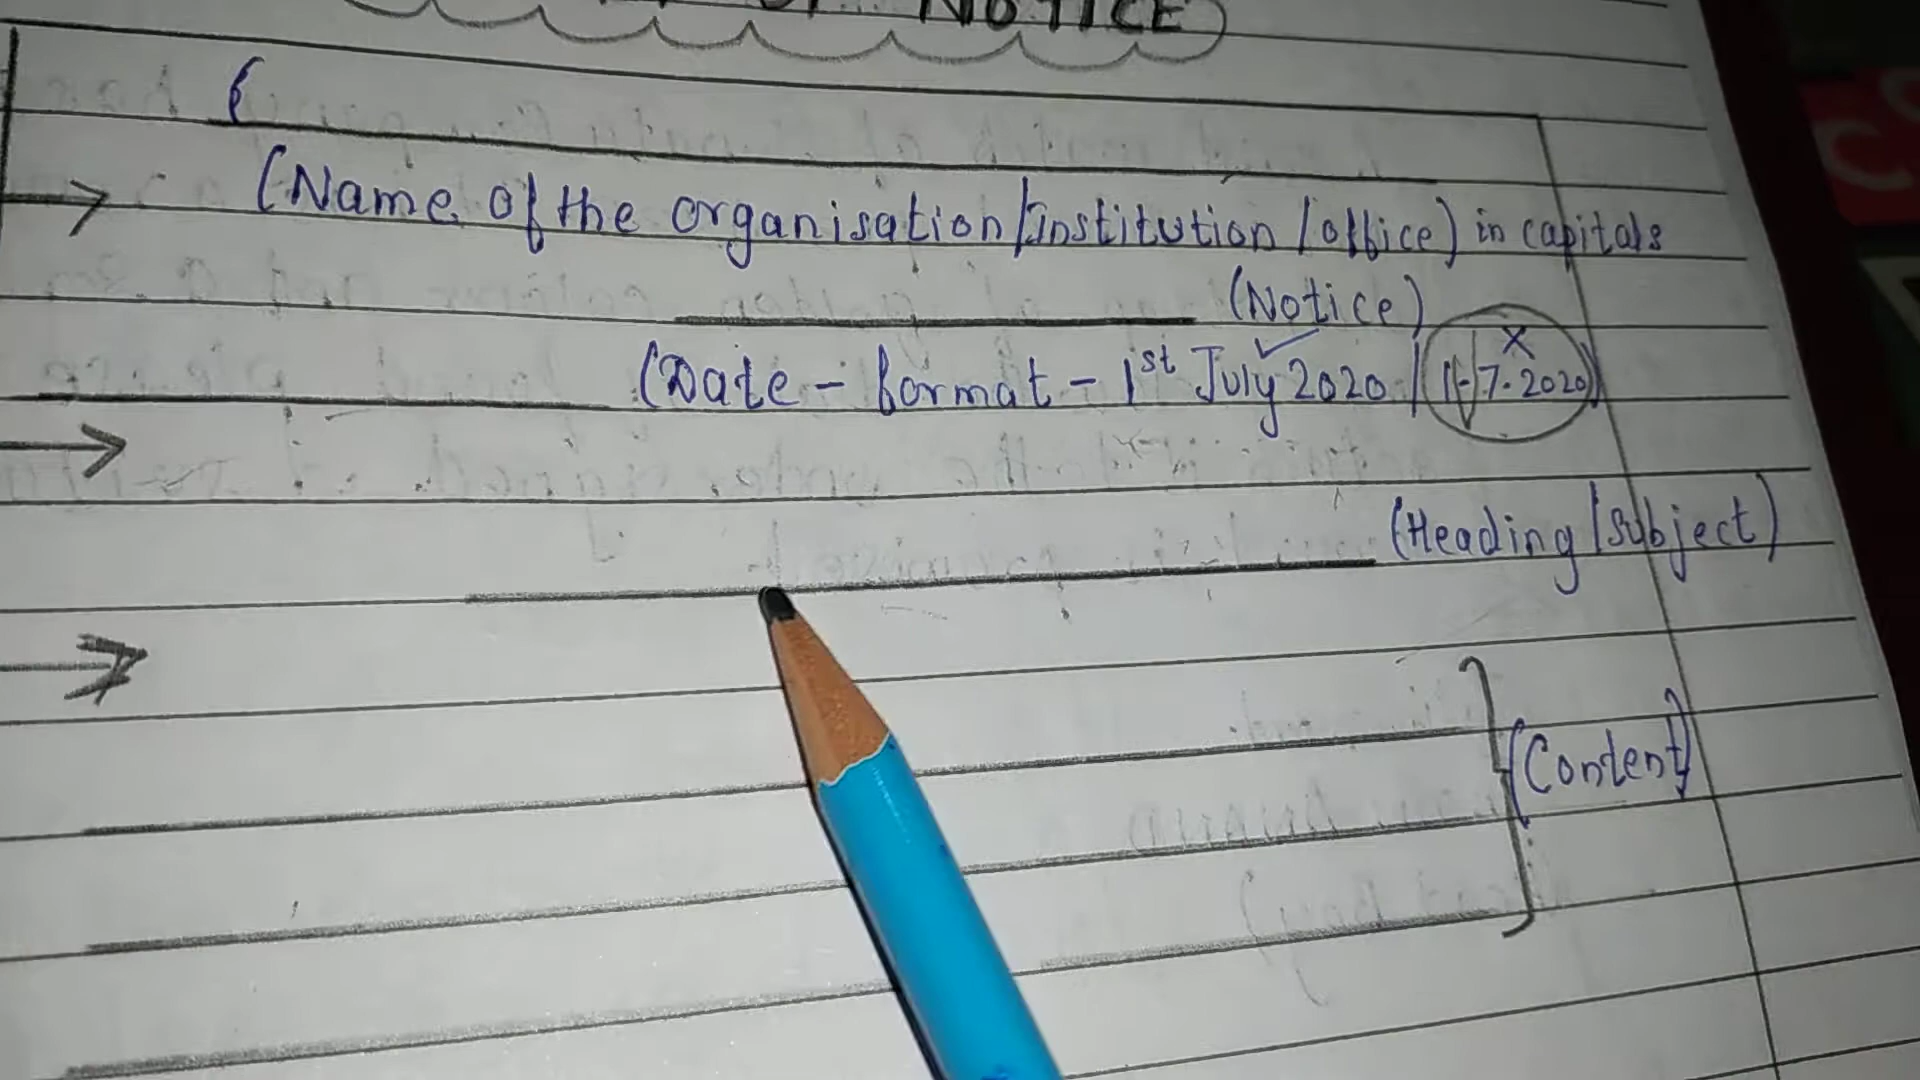 NOTICE
(
(Name of the organisation/institution/office) in capitals
(Notice)
(Date - format - 1st July 2020 / 1-7-2020)
(Heading/Subject)
(Content)